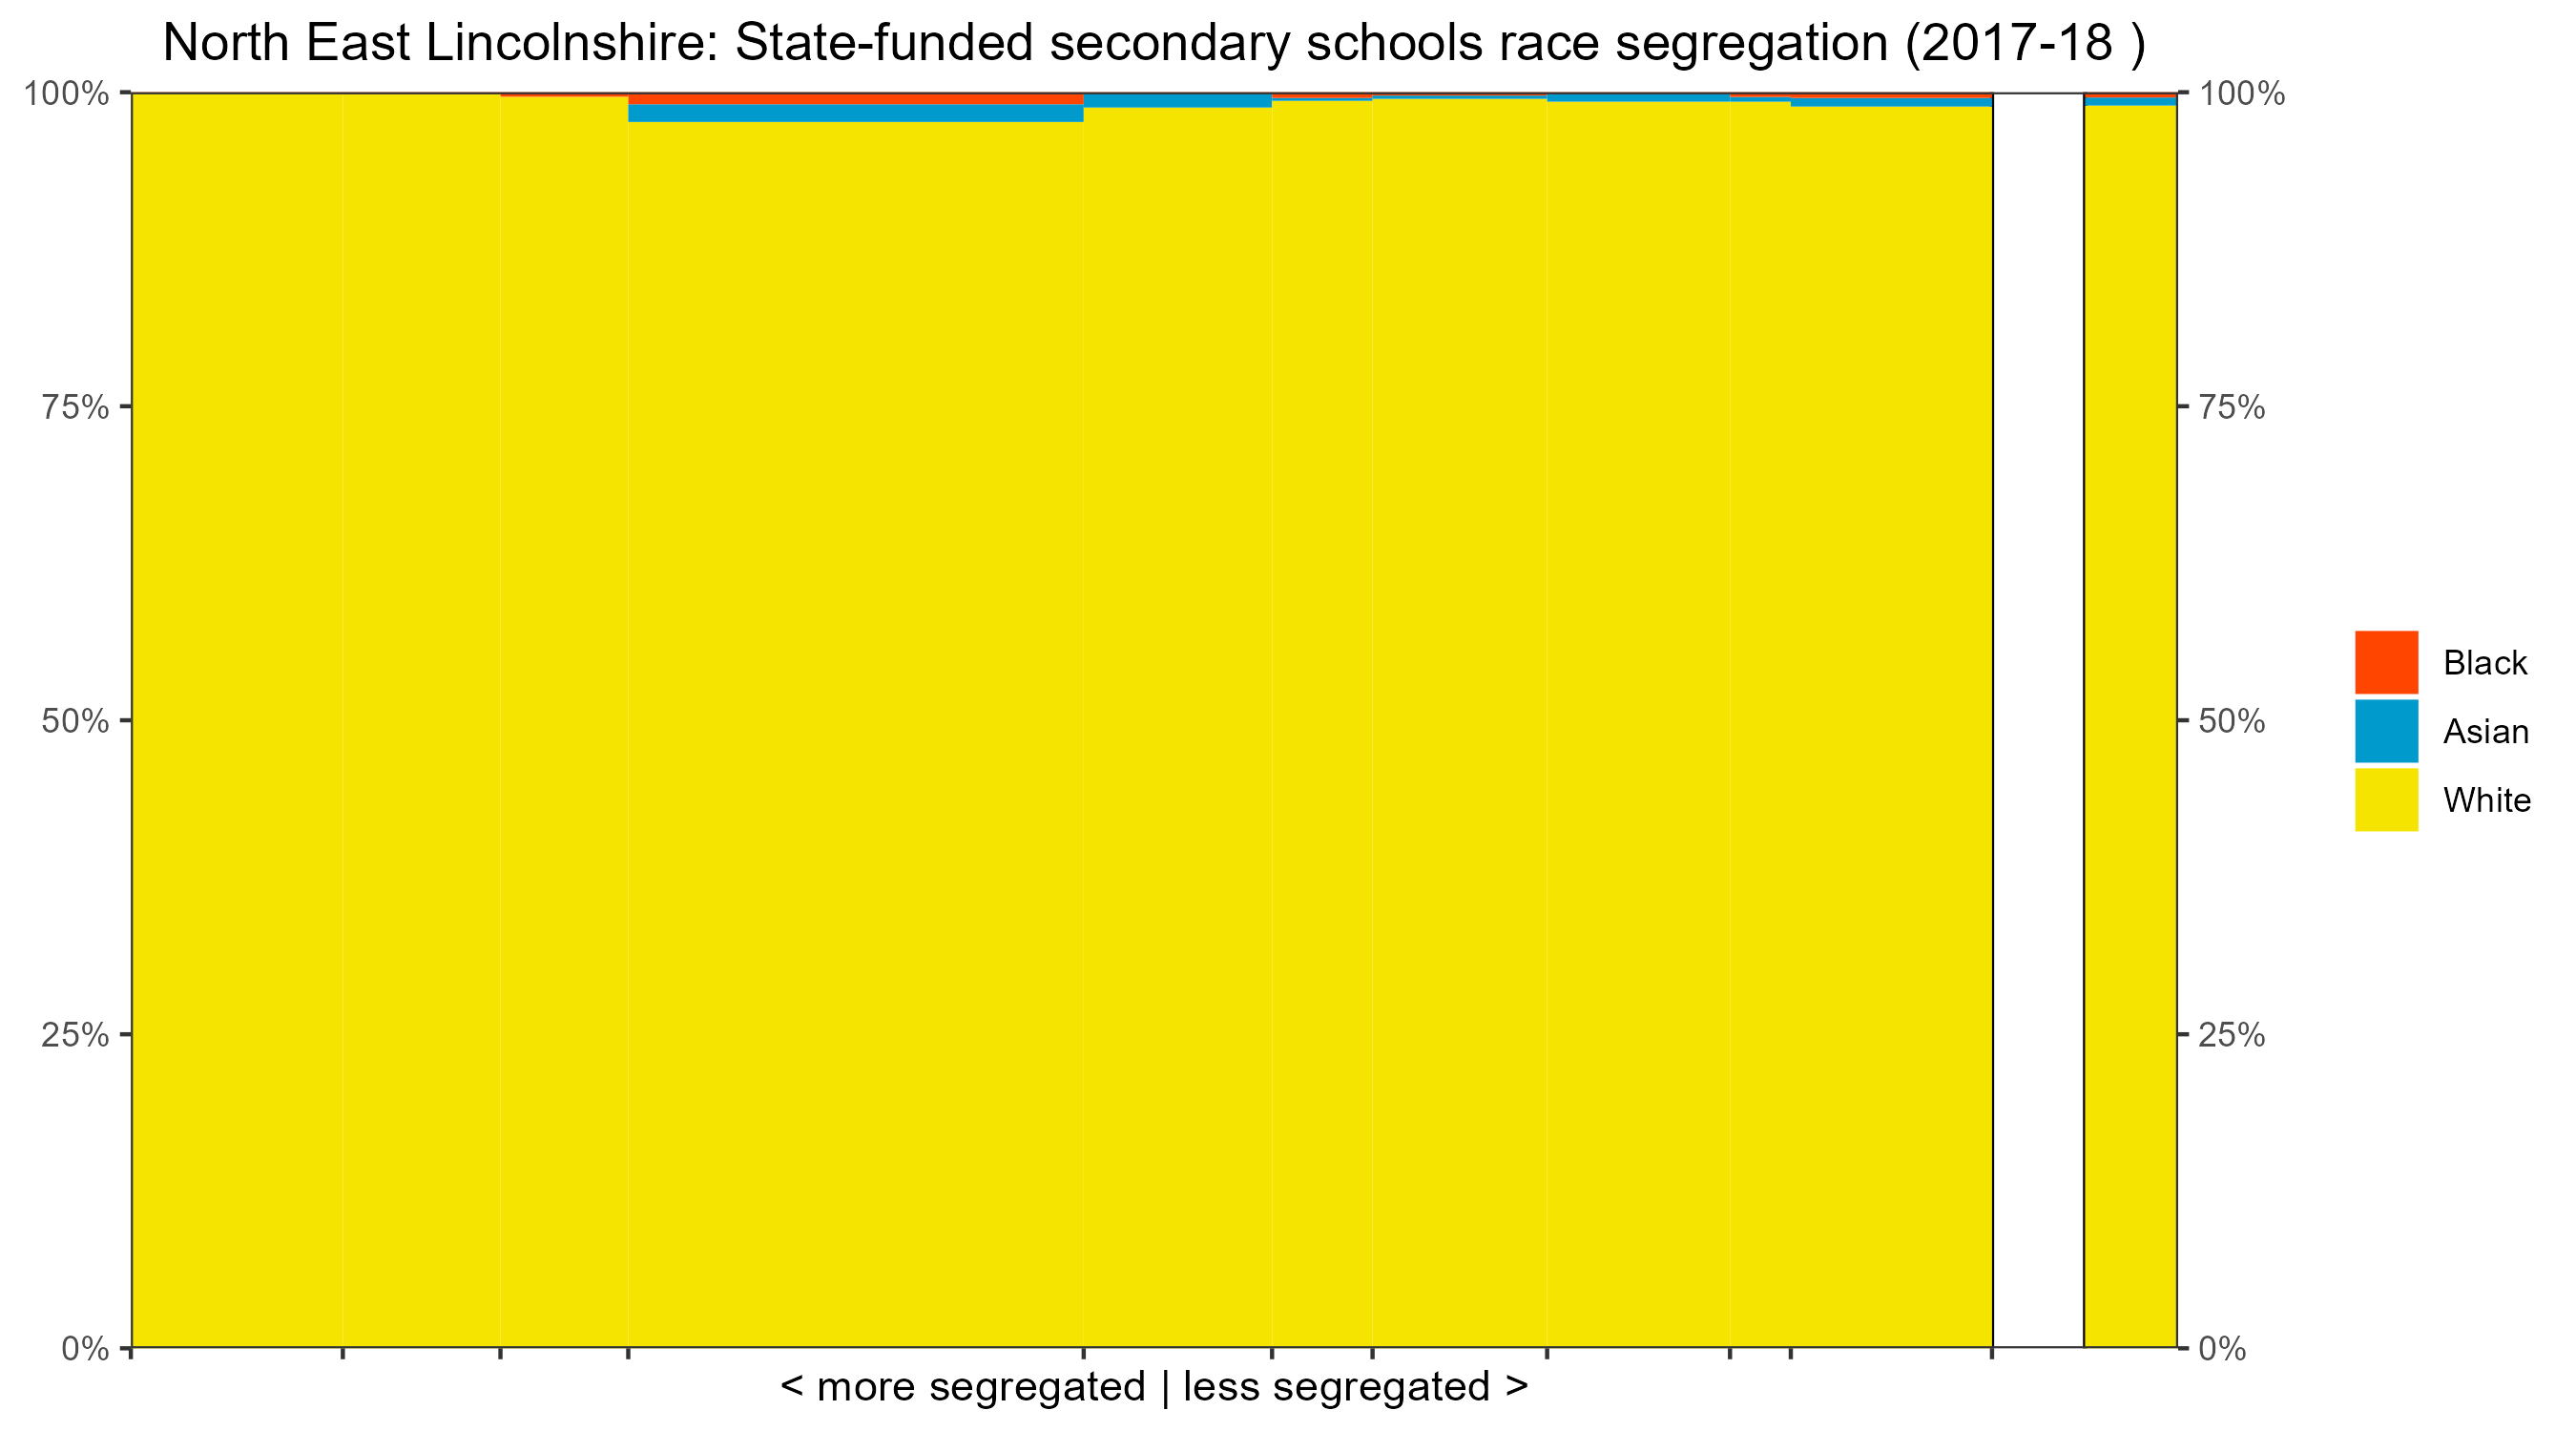 North East Lincolnshire: State-funded secondary schools race segregation (2017-18 )
100%
75%
50%
25%
0%
100%
75%
50%
25%
0%
< more segregated | less segregated >
Black
Asian
White